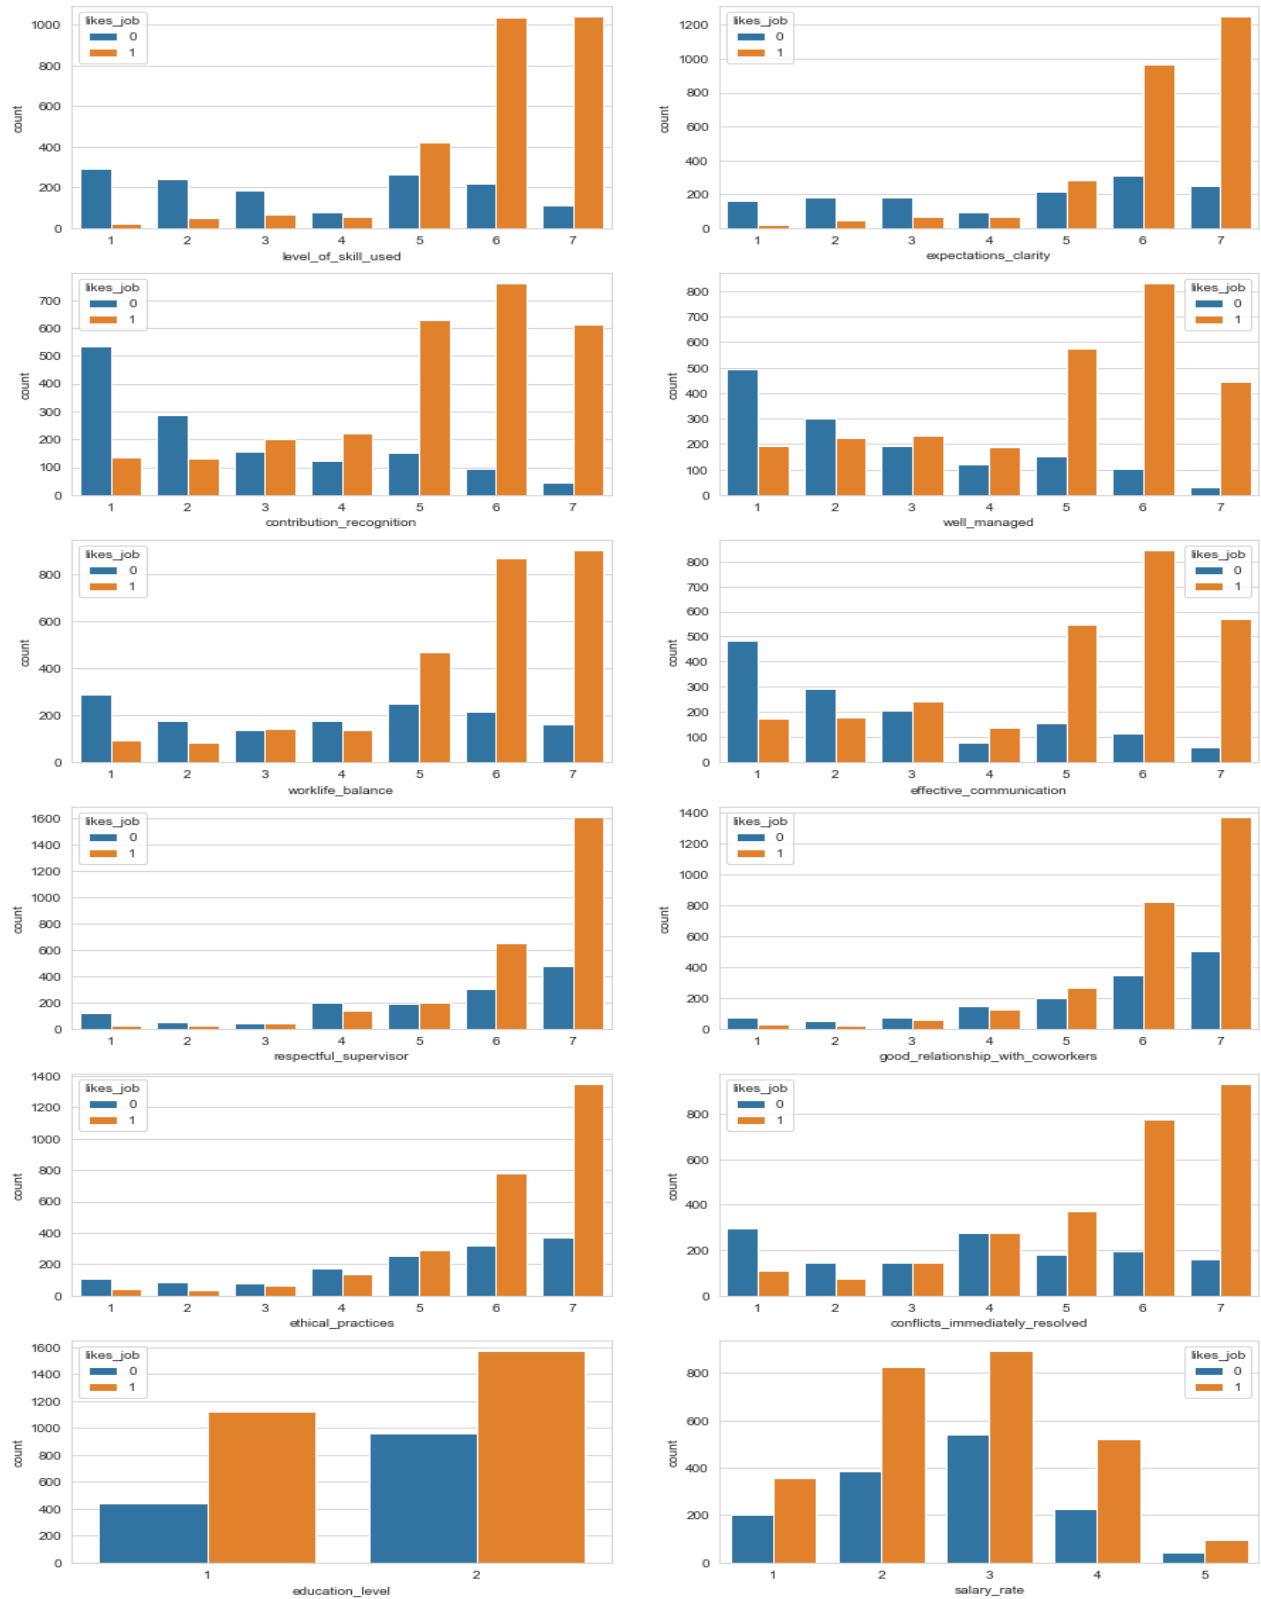 likes_job
0
1
1000
800
600
400
200
0
count
1 2 3 4 5 6 7
level_of_skill_used
likes_job
0
1
1200
1000
800
600
400
200
0
count
1 2 3 4 5 6 7
expectations_clarity
likes_job
0
1
700
600
500
400
300
200
100
0
count
1 2 3 4 5 6 7
contribution_recognition
likes_job
0
1
800
700
600
500
400
300
200
100
0
count
1 2 3 4 5 6 7
well_managed
likes_job
0
1
800
600
400
200
0
count
1 2 3 4 5 6 7
worklife_balance
likes_job
0
1
800
700
600
500
400
300
200
100
0
count
1 2 3 4 5 6 7
effective_communication
likes_job
0
1
1600
1400
1200
1000
800
600
400
200
0
count
1 2 3 4 5 6 7
respectful_supervisor
likes_job
0
1
1400
1200
1000
800
600
400
200
0
count
1 2 3 4 5 6 7
good_relationship_with_coworkers
likes_job
0
1
1400
1200
1000
800
600
400
200
0
count
1 2 3 4 5 6 7
ethical_practices
likes_job
0
1
800
600
400
200
0
count
1 2 3 4 5 6 7
conflicts_immediately_resolved
likes_job
0
1
1600
1400
1200
1000
800
600
400
200
0
count
1 2
education_level
likes_job
0
1
800
600
400
200
0
count
1 2 3 4 5
salary_rate